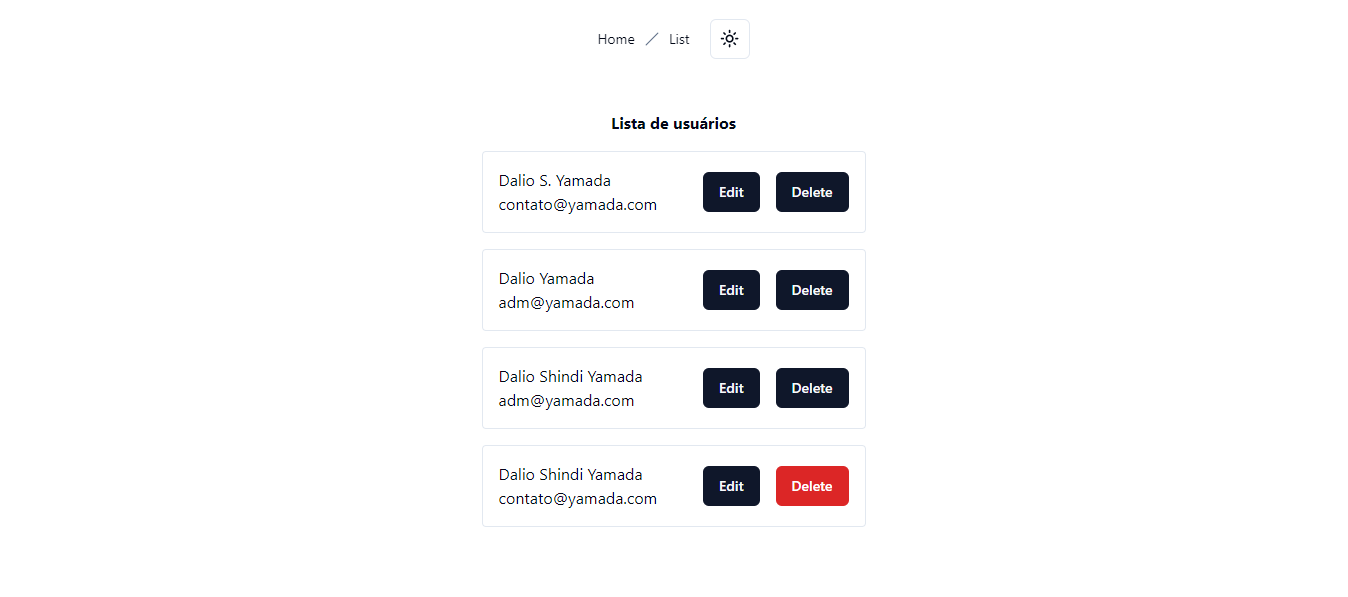 Home / List
Lista de usuários
Dalio S. Yamada
contato@yamada.com
Edit Delete
Dalio Yamada
adm@yamada.com
Edit Delete
Dalio Shindi Yamada
adm@yamada.com
Edit Delete
Dalio Shindi Yamada
contato@yamada.com
Edit Delete